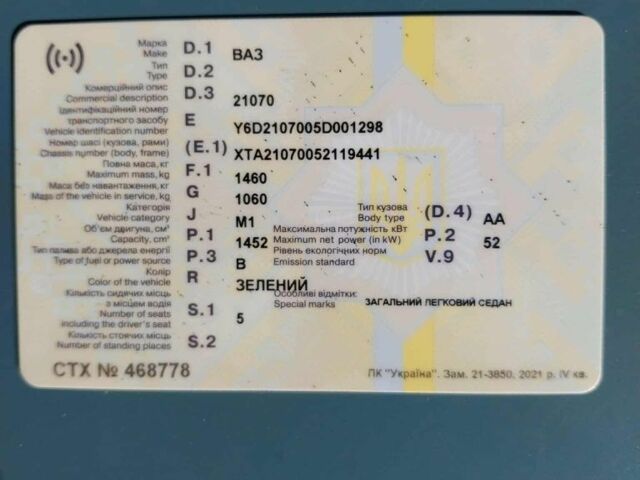 Марка D.1 ВАЗ
Make
Тип D.2
Type
Комерційний опис D.3 21070
Commercial description
Ідентифікаційний номер
транспортного засобу E Y6D2107005D001298
Vehicle identification number
Номер шасі (кузова, рами) (E.1) XTA21070052119441
Chassis number (body, frame)
Повна маса, кг F.1 1460
Maximum mass, kg
Маса без навантаження, кг G 1060
Mass of the vehicle in service, kg
Категорія J M1 Тип кузова (D.4) АА
Vehicle category Body type
Об'єм двигуна, см³ P.1 1452 Максимальна потужність кВт P.2 52
Capacity, cm³ Maximum net power (in kW)
Тип палива або джерела енергії P.3 B Рівень екологічних норм V.9
Type of fuel or power source Emission standard
Колір R ЗЕЛЕНИЙ
Color of the vehicle
Кількість сидячих місць Особливі відмітки: ЗАГАЛЬНИЙ ЛЕГКОВИЙ СЕДАН
з місцем водія S.1 5 Special marks
Number of seats
including the driver's seat
Кількість стоячих місць S.2
Number of standing places
СТХ № 468778 ПК "Україна". Зам. 21-3850, 2021 р. IV кв.